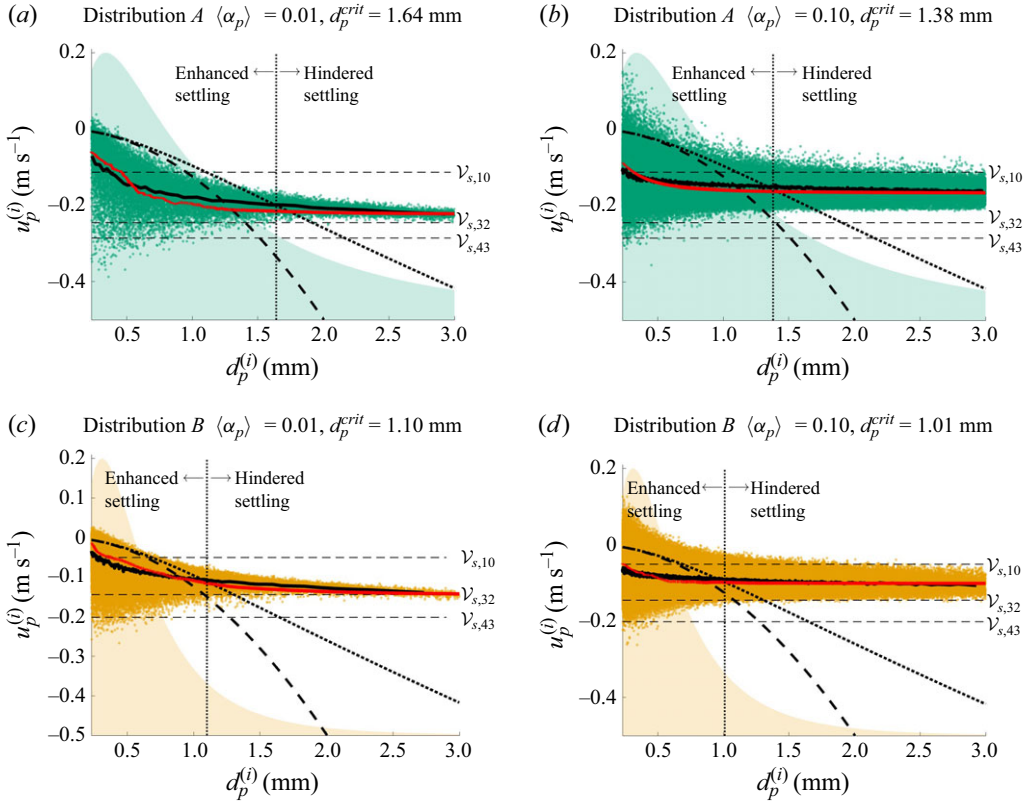 (a) Distribution A ⟨α_p⟩ = 0.01, d_p^crit = 1.64 mm
0.2
0
–0.1
–0.2
–0.4
u_p^(i) (m s⁻¹)
Enhanced settling
Hindered settling
𝒱_s,10
𝒱_s,32
𝒱_s,43
0.5 1.0 1.5 2.0 2.5 3.0
d_p^(i) (mm)
(b) Distribution A ⟨α_p⟩ = 0.10, d_p^crit = 1.38 mm
0.2
0
–0.2
–0.4
u_p^(i) (m s⁻¹)
Enhanced settling
Hindered settling
𝒱_s,10
𝒱_s,32
𝒱_s,43
0.5 1.0 1.5 2.0 2.5 3.0
d_p^(i) (mm)
(c) Distribution B ⟨α_p⟩ = 0.01, d_p^crit = 1.10 mm
0.2
0.1
0
–0.1
–0.2
–0.3
–0.4
–0.5
u_p^(i) (m s⁻¹)
Enhanced settling
Hindered settling
𝒱_s,10
𝒱_s,32
𝒱_s,43
0.5 1.0 1.5 2.0 2.5 3.0
d_p^(i) (mm)
(d) Distribution B ⟨α_p⟩ = 0.10, d_p^crit = 1.01 mm
0.2
0
–0.2
–0.4
u_p^(i) (m s⁻¹)
Enhanced settling
Hindered settling
𝒱_s,10
𝒱_s,32
𝒱_s,43
0.5 1.0 1.5 2.0 2.5 3.0
d_p^(i) (mm)